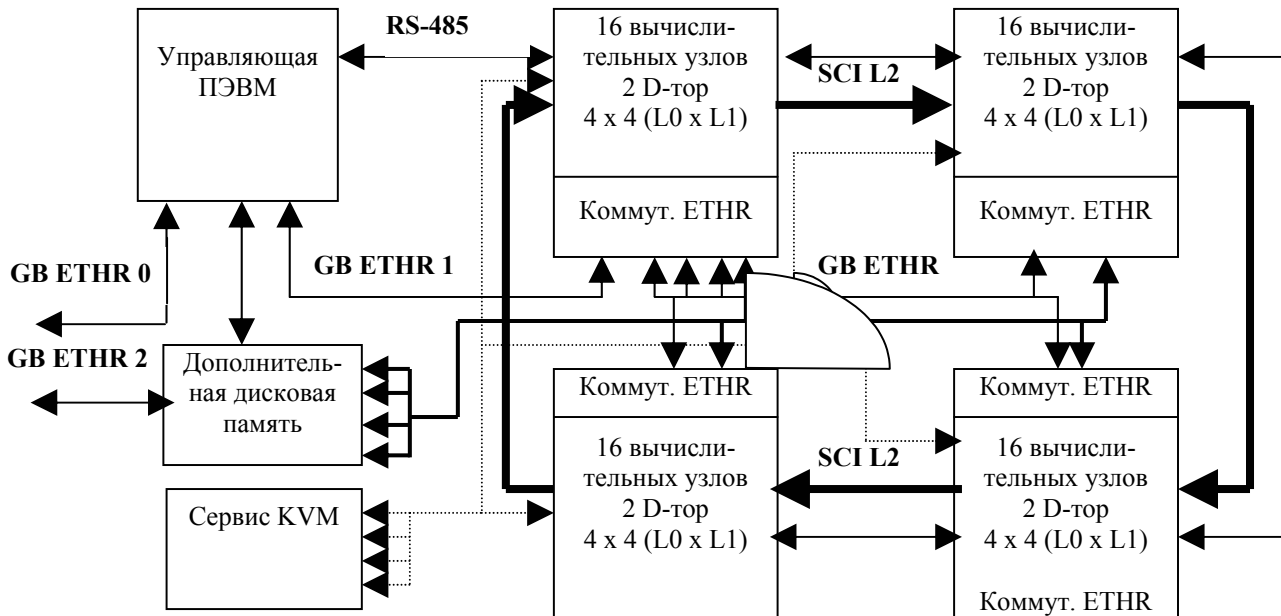 Управляющая
ПЭВМ
RS-485
16 вычисли-
тельных узлов
2 D-тор
4 x 4 (L0 x L1)
Коммут. ETHR
SCI L2
16 вычисли-
тельных узлов
2 D-тор
4 x 4 (L0 x L1)
Коммут. ETHR
GB ETHR 0
GB ETHR 1
GB ETHR
GB ETHR 2
Дополнитель-
ная дисковая
память
Сервис KVM
Коммут. ETHR
16 вычисли-
тельных узлов
2 D-тор
4 x 4 (L0 x L1)
SCI L2
Коммут. ETHR
16 вычисли-
тельных узлов
2 D-тор
4 x 4 (L0 x L1)
Коммут. ETHR